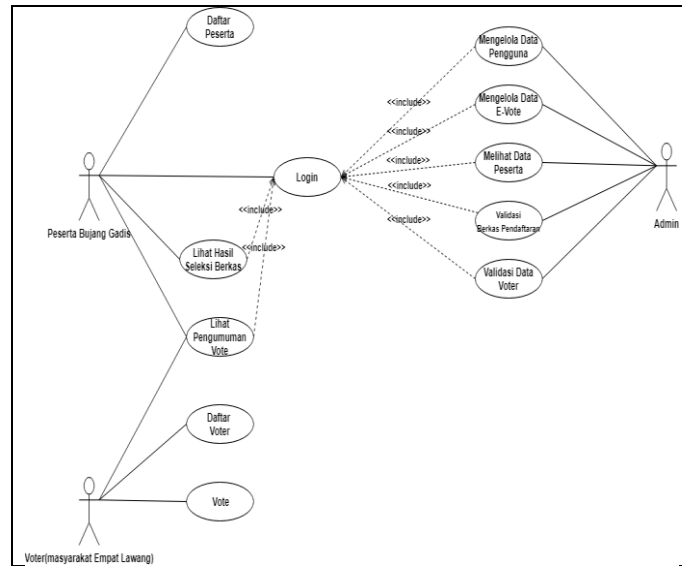 Daftar
Peserta
Mengelola Data
Pengguna
<<include>>
Mengelola Data
E-Vote
<<include>>
Melihat Data
Peserta
<<include>>
Login
Validasi
Berkas Pendaftaran
<<include>>
Validasi Data
Voter
<<include>>
Admin
Peserta Bujang Gadis
<<include>>
Lihat Hasil
Seleksi Berkas
<<include>>
Lihat
Pengumuman
Vote
Daftar
Voter
Vote
Voter(masyarakat Empat Lawang)